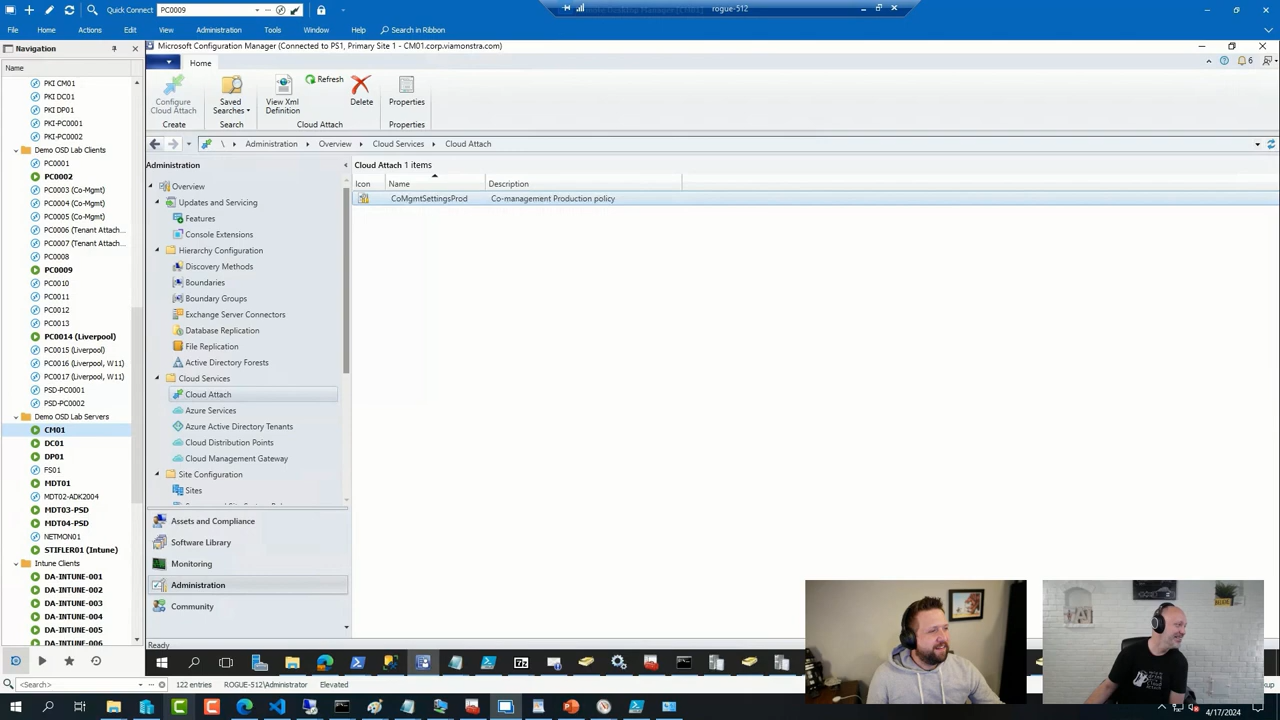 Quick Connect
PC0009
rogue-512
File
Home
Actions
Edit
View
Administration
Tools
Window
Help
Search in Ribbon
Navigation
Name
PKI CM01
PKI DC01
PKI DP01
PKI-PC0001
PKI-PC0002
Demo OSD Lab Clients
PC0001
PC0002
PC0003 (Co-Mgmt)
PC0004 (Co-Mgmt)
PC0005 (Co-Mgmt)
PC0006 (Tenant Attach...
PC0007 (Tenant Attach...
PC0008
PC0009
PC0010
PC0011
PC0012
PC0013
PC0014 (Liverpool)
PC0015 (Liverpool)
PC0016 (Liverpool, W11)
PC0017 (Liverpool, W11)
PSD-PC0001
PSD-PC0002
Demo OSD Lab Servers
CM01
DC01
DP01
FS01
MDT01
MDT02-ADK2004
MDT03-PSD
MDT04-PSD
NETMON01
STIFLER01 (Intune)
Intune Clients
DA-INTUNE-001
DA-INTUNE-002
DA-INTUNE-003
DA-INTUNE-004
DA-INTUNE-005
DA-INTUNE-006
Microsoft Configuration Manager (Connected to PS1, Primary Site 1 - CM01.corp.viamonstra.com)
Home
6
Configure
Cloud Attach
Create
Saved
Searches
Search
View Xml
Definition
Refresh
Delete
Cloud Attach
Properties
Properties
\ Administration Overview Cloud Services Cloud Attach
Administration
Overview
Updates and Servicing
Features
Console Extensions
Hierarchy Configuration
Discovery Methods
Boundaries
Boundary Groups
Exchange Server Connectors
Database Replication
File Replication
Active Directory Forests
Cloud Services
Cloud Attach
Azure Services
Azure Active Directory Tenants
Cloud Distribution Points
Cloud Management Gateway
Site Configuration
Sites
Assets and Compliance
Software Library
Monitoring
Administration
Community
Cloud Attach 1 items
Icon Name Description
CoMgmtSettingsProd Co-management Production policy
Ready
<Search>
122 entries
ROGUE-512\Administrator
Elevated
4/17/2024